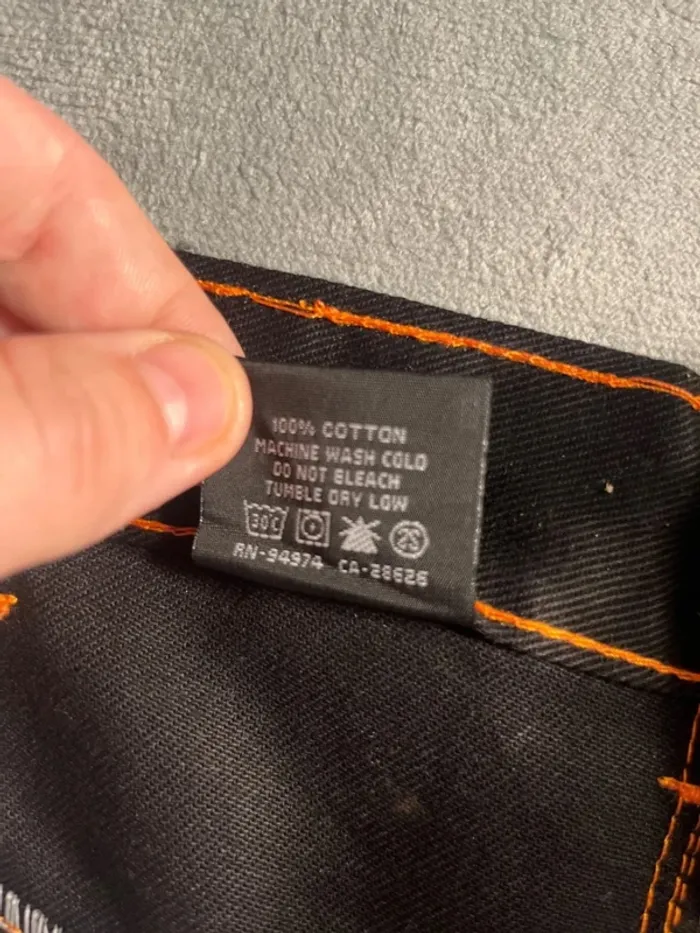 100% COTTON
MACHINE WASH COLD
DO NOT BLEACH
TUMBLE DRY LOW
30C
RN-94974 CA-28626